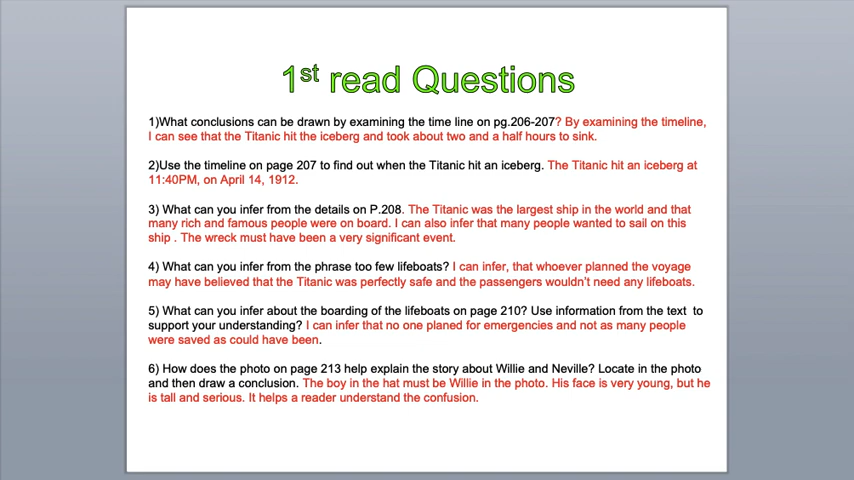 1st read Questions
1)What conclusions can be drawn by examining the time line on pg.206-207? By examining the timeline,
I can see that the Titanic hit the iceberg and took about two and a half hours to sink.
2)Use the timeline on page 207 to find out when the Titanic hit an iceberg. The Titanic hit an iceberg at
11:40PM, on April 14, 1912.
3) What can you infer from the details on P.208. The Titanic was the largest ship in the world and that
many rich and famous people were on board. I can also infer that many people wanted to sail on this
ship . The wreck must have been a very significant event.
4) What can you infer from the phrase too few lifeboats? I can infer, that whoever planned the voyage
may have believed that the Titanic was perfectly safe and the passengers wouldn't need any lifeboats.
5) What can you infer about the boarding of the lifeboats on page 210? Use information from the text to
support your understanding? I can infer that no one planed for emergencies and not as many people
were saved as could have been.
6) How does the photo on page 213 help explain the story about Willie and Neville? Locate in the photo
and then draw a conclusion. The boy in the hat must be Willie in the photo. His face is very young, but he
is tall and serious. It helps a reader understand the confusion.